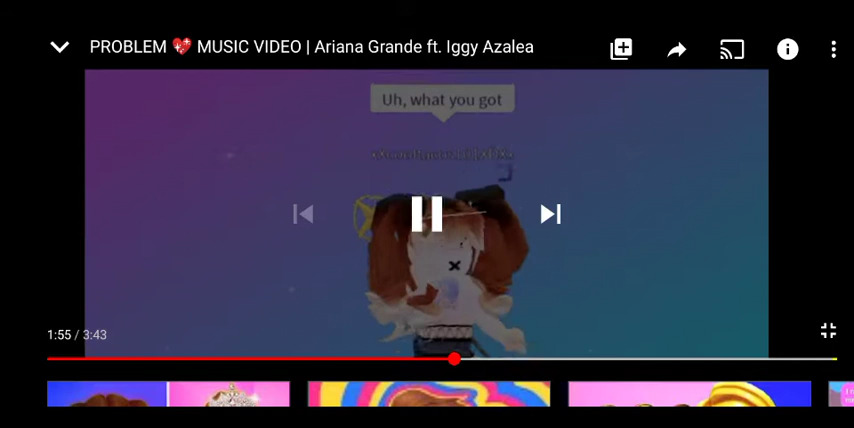 PROBLEM 💖 MUSIC VIDEO | Ariana Grande ft. Iggy Azalea
Uh, what you got
1:55 / 3:43